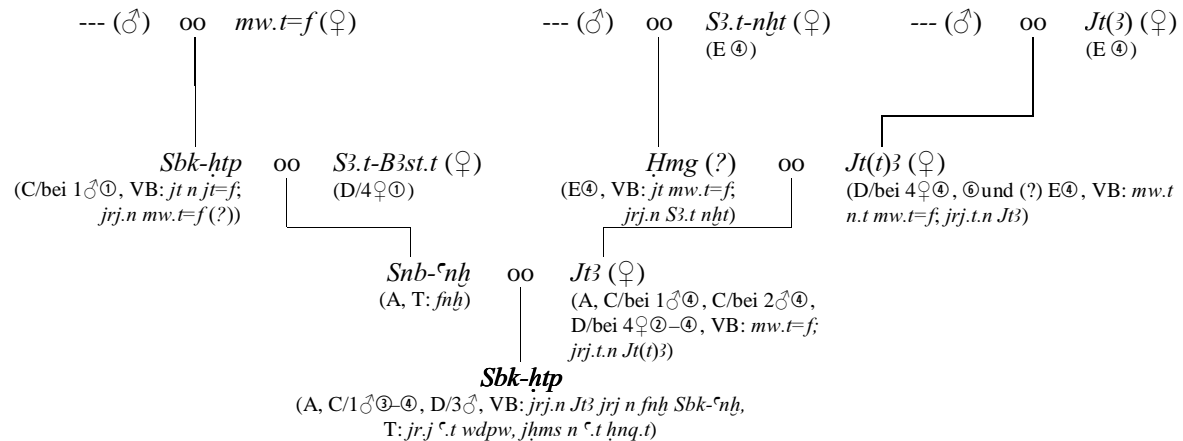 --- (♂) oo mw.t=f (♀) --- (♂) oo S3.t-nḫt (♀) --- (♂) oo Jt(3) (♀)
(E ④) (E ④)
Sbk-ḥtp oo S3.t-B3st.t (♀) Ḥmg (?) oo Jt(t)3 (♀)
(C/bei 1♂①, VB: jt n jt=f; (D/4♀①) (E④, VB: jt mw.t=f; (D/bei 4♀④, ⑥und (?) E④, VB: mw.t
jrj.n mw.t=f (?)) jrj.n S3.t nḫt) n.t mw.t=f; jrj.t.n Jt3)
Snb-ꜥnḫ oo Jt3 (♀)
(A, T: fnḫ) (A, C/bei 1♂④, C/bei 2♂④,
D/bei 4♀②–④, VB: mw.t=f;
jrj.t.n Jt(t)3)
Sbk-ḥtp
(A, C/1♂③–④, D/3♂, VB: jrj.n Jt3 jrj n fnḫ Sbk-ꜥnḫ,
T: jr.j ꜥ.t wdpw, jḥms n ꜥ.t ḥnq.t)